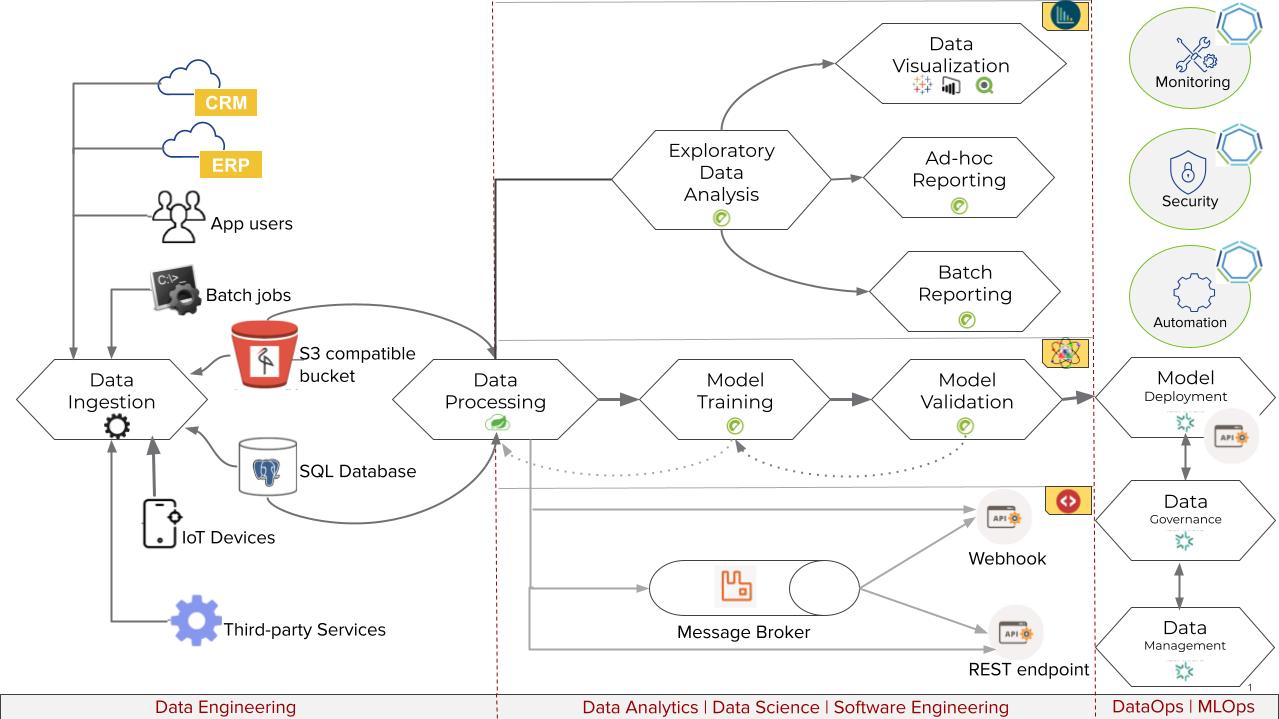 CRM
ERP
App users
C:\>_
Batch jobs
S3 compatible
bucket
Data
Ingestion
SQL Database
IoT Devices
Third-party Services
Data
Processing
Exploratory
Data
Analysis
Data
Visualization
Ad-hoc
Reporting
Batch
Reporting
Model
Training
Model
Validation
API
Webhook
Message Broker
API
REST endpoint
Monitoring
Security
Automation
Model
Deployment
API
Data
Governance
Data
Management
1
Data Engineering
Data Analytics | Data Science | Software Engineering
DataOps | MLOps